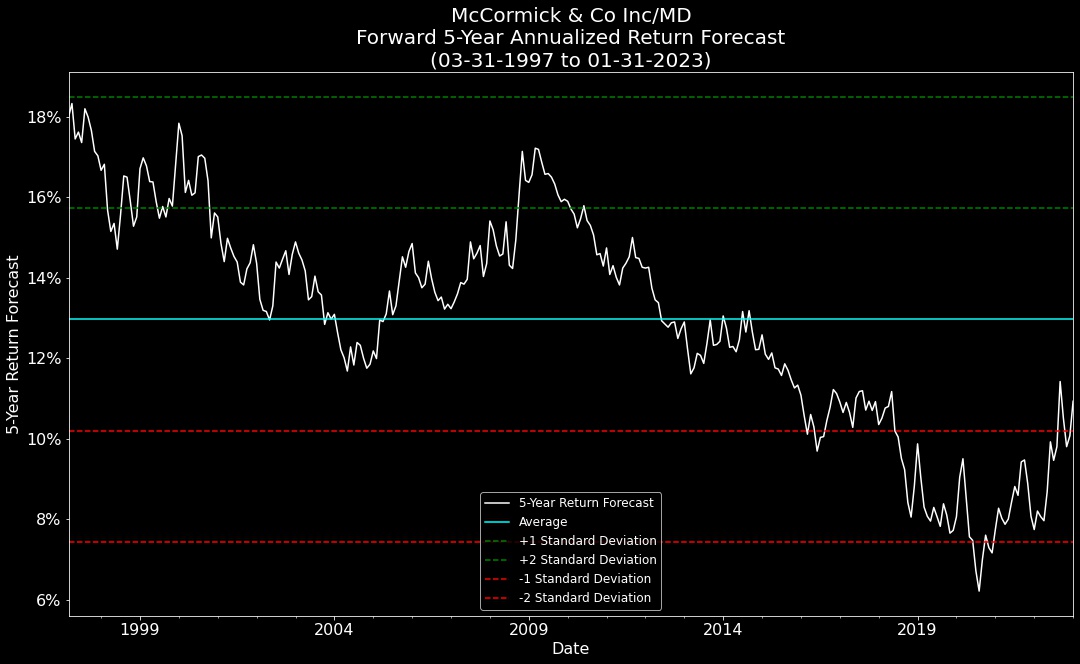 McCormick & Co Inc/MD
Forward 5-Year Annualized Return Forecast
(03-31-1997 to 01-31-2023)
5-Year Return Forecast
18%
16%
14%
12%
10%
8%
6%
5-Year Return Forecast
Average
+1 Standard Deviation
+2 Standard Deviation
-1 Standard Deviation
-2 Standard Deviation
1999 2004 2009 2014 2019
Date